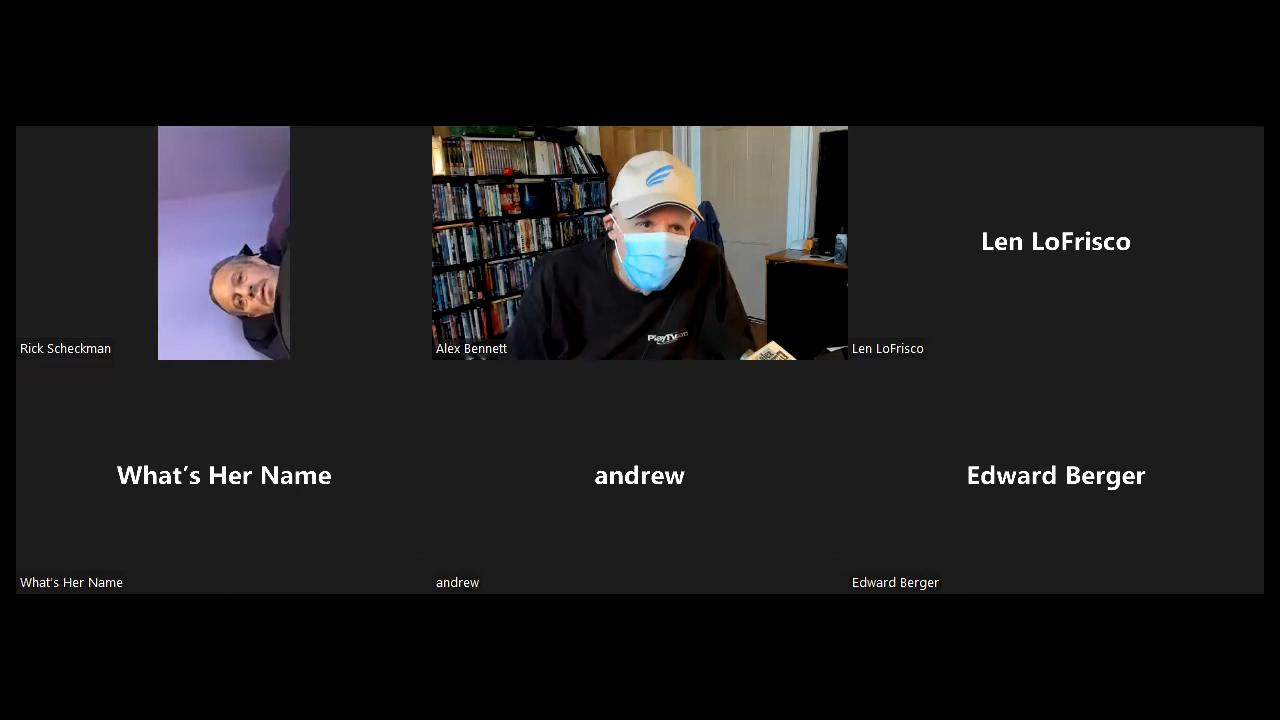 Len LoFrisco
Rick Scheckman
Alex Bennett
Len LoFrisco
What's Her Name
andrew
Edward Berger
What's Her Name
andrew
Edward Berger